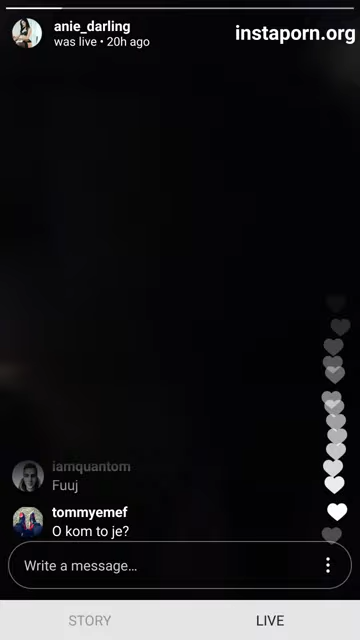 anie_darling
was live • 20h ago
instaporn.org
iamquantom
Fuuj
tommyemef
O kom to je?
Write a message...
STORY
LIVE